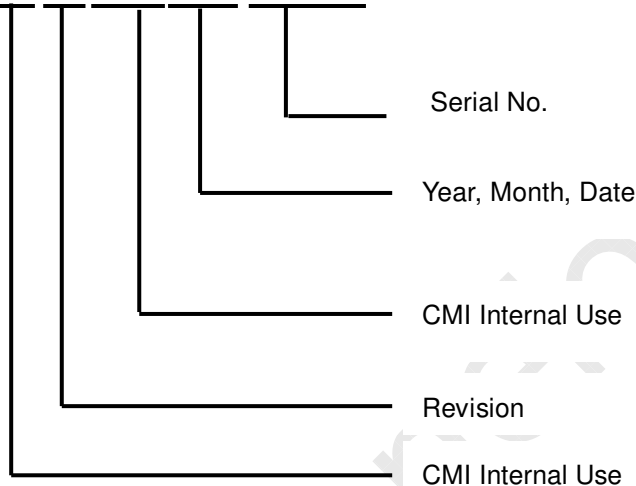 Serial No.
Year, Month, Date
CMI Internal Use
Revision
CMI Internal Use